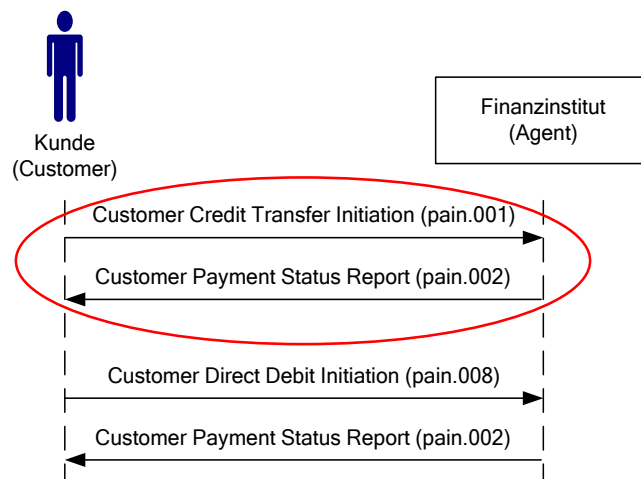 Kunde
(Customer)
Finanzinstitut
(Agent)
Customer Credit Transfer Initiation (pain.001)
Customer Payment Status Report (pain.002)
Customer Direct Debit Initiation (pain.008)
Customer Payment Status Report (pain.002)